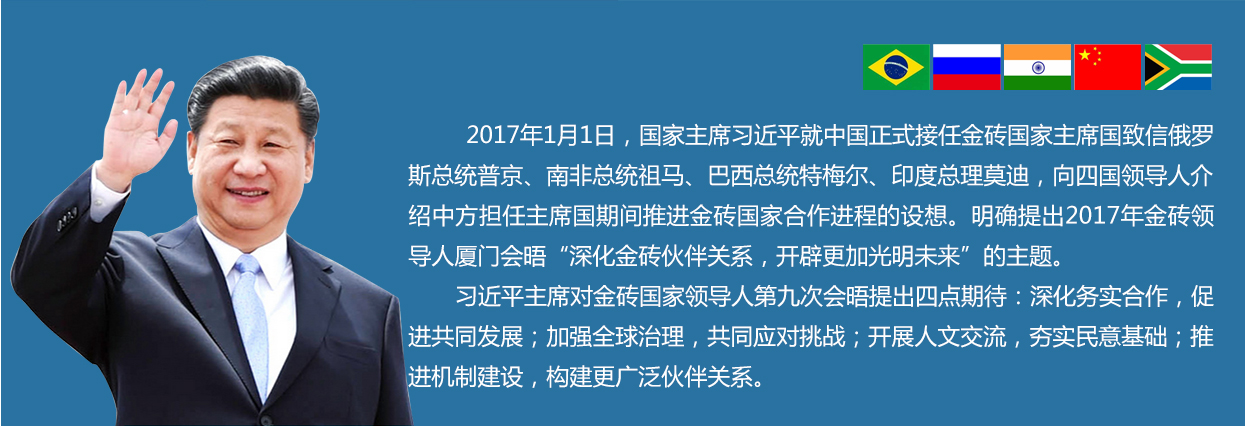 2017年1月1日，国家主席习近平就中国正式接任金砖国家主席国致信俄罗
斯总统普京、南非总统祖马、巴西总统特梅尔、印度总理莫迪，向四国领导人介
绍中方担任主席国期间推进金砖国家合作进程的设想。明确提出2017年金砖领
导人厦门会晤“深化金砖伙伴关系，开辟更加光明未来”的主题。
习近平主席对金砖国家领导人第九次会晤提出四点期待：深化务实合作，促
进共同发展；加强全球治理，共同应对挑战；开展人文交流，夯实民意基础；推
进机制建设，构建更广泛伙伴关系。